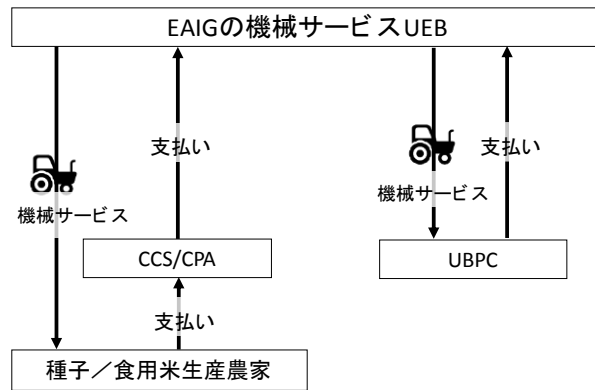 EAIGの機械サービスUEB
支払い
支払い
機械サービス
機械サービス
CCS/CPA
UBPC
支払い
種子／食用米生産農家